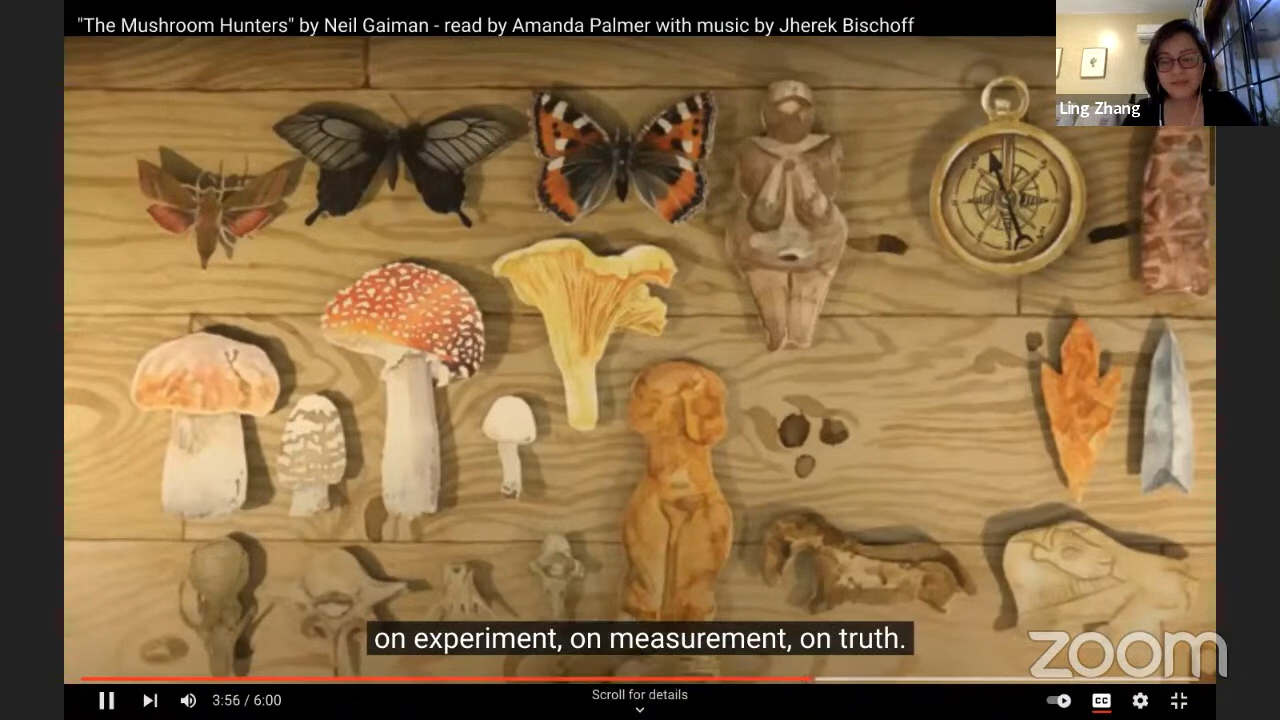 "The Mushroom Hunters" by Neil Gaiman - read by Amanda Palmer with music by Jherek Bischoff
Ling Zhang
on experiment, on measurement, on truth.
zoom
3:56 / 6:00
Scroll for details
CC